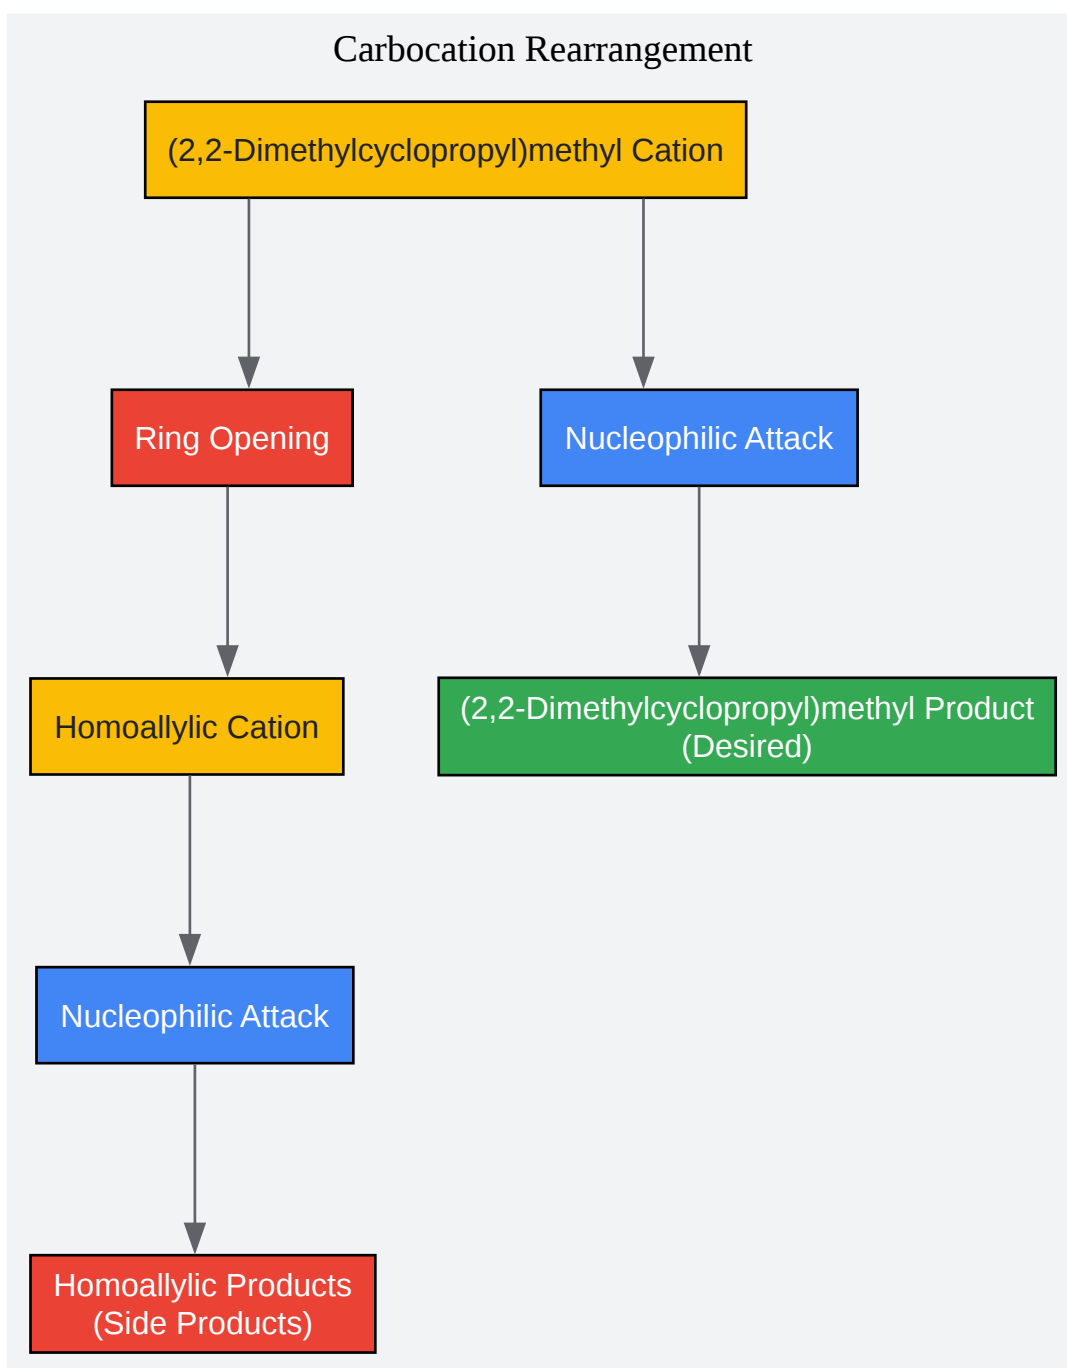 Carbocation Rearrangement
(2,2-Dimethylcyclopropyl)methyl Cation
Ring Opening
Nucleophilic Attack
Homoallylic Cation
(2,2-Dimethylcyclopropyl)methyl Product
(Desired)
Nucleophilic Attack
Homoallylic Products
(Side Products)